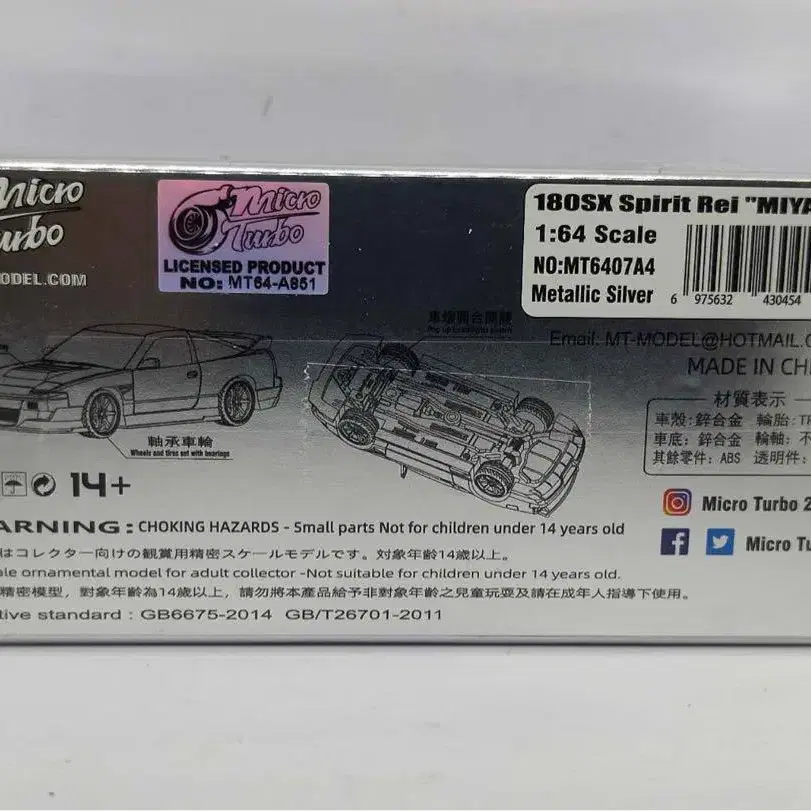 Micro
Turbo
ODEL.COM
Micro
Turbo
LICENSED PRODUCT
NO: MT64-A851
180SX Spirit Rei "MIYA
1:64 Scale
NO:MT6407A4
Metallic Silver
6 975632 430454
Email: MT-MODEL@HOTMAIL.C
MADE IN CHI
軸承車輪
Wheels and tires set with bearings
材質表示
車殼: 鋅合金 輪胎:
車底: 鋅合金 輪軸: 不
其餘零件: ABS 透明件:
14+
Micro Turbo 2
Micro Tu
ARNING: CHOKING HAZARDS - Small parts Not for children under 14 years old
はコレクター向けの観賞用精密スケールモデルです。対象年齢14歳以上。
ale ornamental model for adult collector -Not suitable for children under 14 years old.
精密模型, 對象年齡為14歲以上, 請勿將本產品給予非對象年齡之兒童玩耍及請在成年人指導下使用。
tive standard : GB6675-2014 GB/T26701-2011